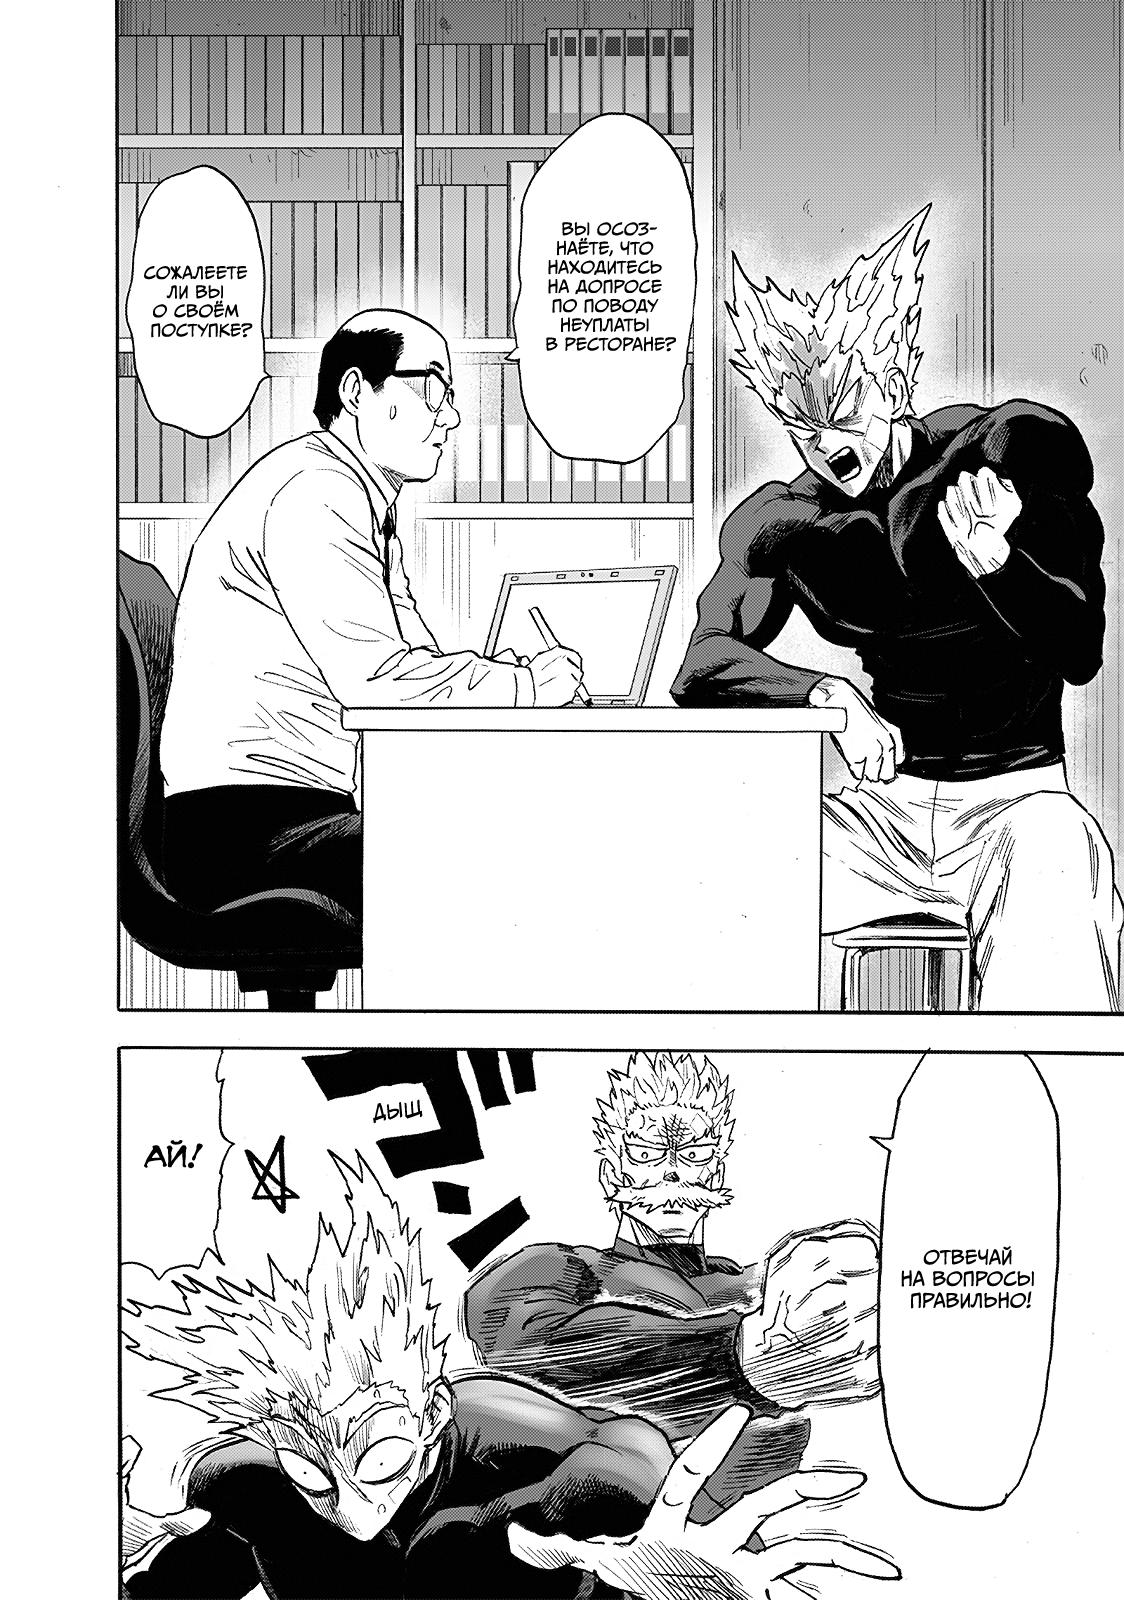 ВЫ ОСОЗ-
НАЁТЕ, ЧТО
НАХОДИТЕСЬ
НА ДОПРОСЕ
ПО ПОВОДУ
НЕУПЛАТЫ
В РЕСТОРАНЕ?
СОЖАЛЕЕТЕ
ЛИ ВЫ
О СВОЁМ
ПОСТУПКЕ?
ОТВЕЧАЙ
НА ВОПРОСЫ
ПРАВИЛЬНО!
ゴ
ДЫЩ
АЙ!